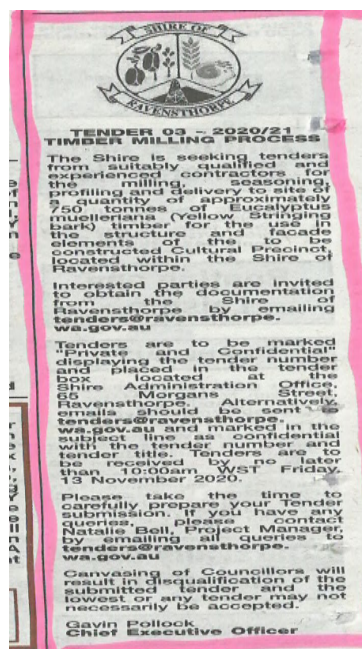 SHIRE OF
RAVENSTHORPE
TENDER 03 – 2020/21
TIMBER MILLING PROCESS
The Shire is seeking tenders
from suitably qualified and
experienced contractors for
the milling, seasoning,
profiling and delivery to site of
a quantity of approximately
750 tonnes of Eucalyptus
muelleriana (Yellow Stringing
bark) timber for the use in
the structure and facade
elements of the to be
constructed Cultural Precinct,
located within the Shire of
Ravensthorpe.
Interested parties are invited
to obtain the documentation
from the Shire of
Ravensthorpe by emailing
tenders@ravensthorpe.
wa.gov.au
Tenders are to be marked
"Private and Confidential"
displaying the tender number
and placed in the tender
box located at the
Shire Administration Office,
65 Morgans Street,
Ravensthorpe. Alternatively,
emails should be sent to
tenders@ravensthorpe.
wa.gov.au and marked in the
subject line as confidential
with the tender number and
tender title. Tenders are to
be received by no later
than 10:00am WST Friday,
13 November 2020.
Please take the time to
carefully prepare your Tender
submission. If you have any
queries, please contact
Natalie Bell, Project Manager,
by emailing all queries to
tenders@ravensthorpe.
wa.gov.au
Canvasing of Councillors will
result in disqualification of the
submitted tender and the
lowest or any tender may not
necessarily be accepted.
Gavin Pollock
Chief Executive Officer